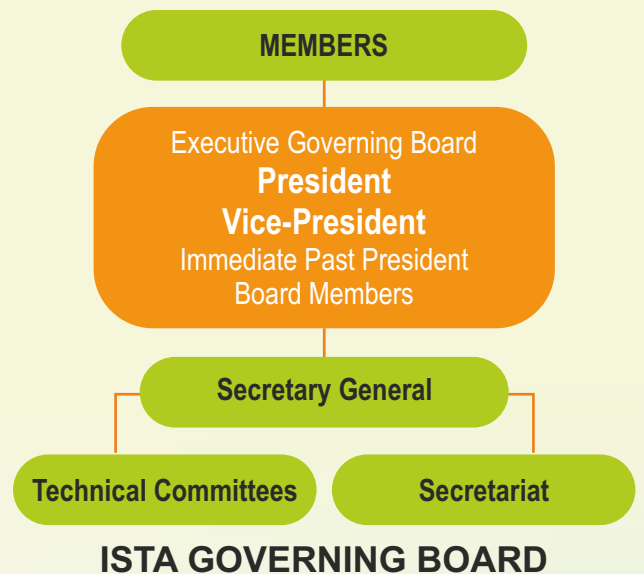 MEMBERS
Executive Governing Board
President
Vice-President
Immediate Past President
Board Members
Secretary General
Technical Committees
Secretariat
ISTA GOVERNING BOARD